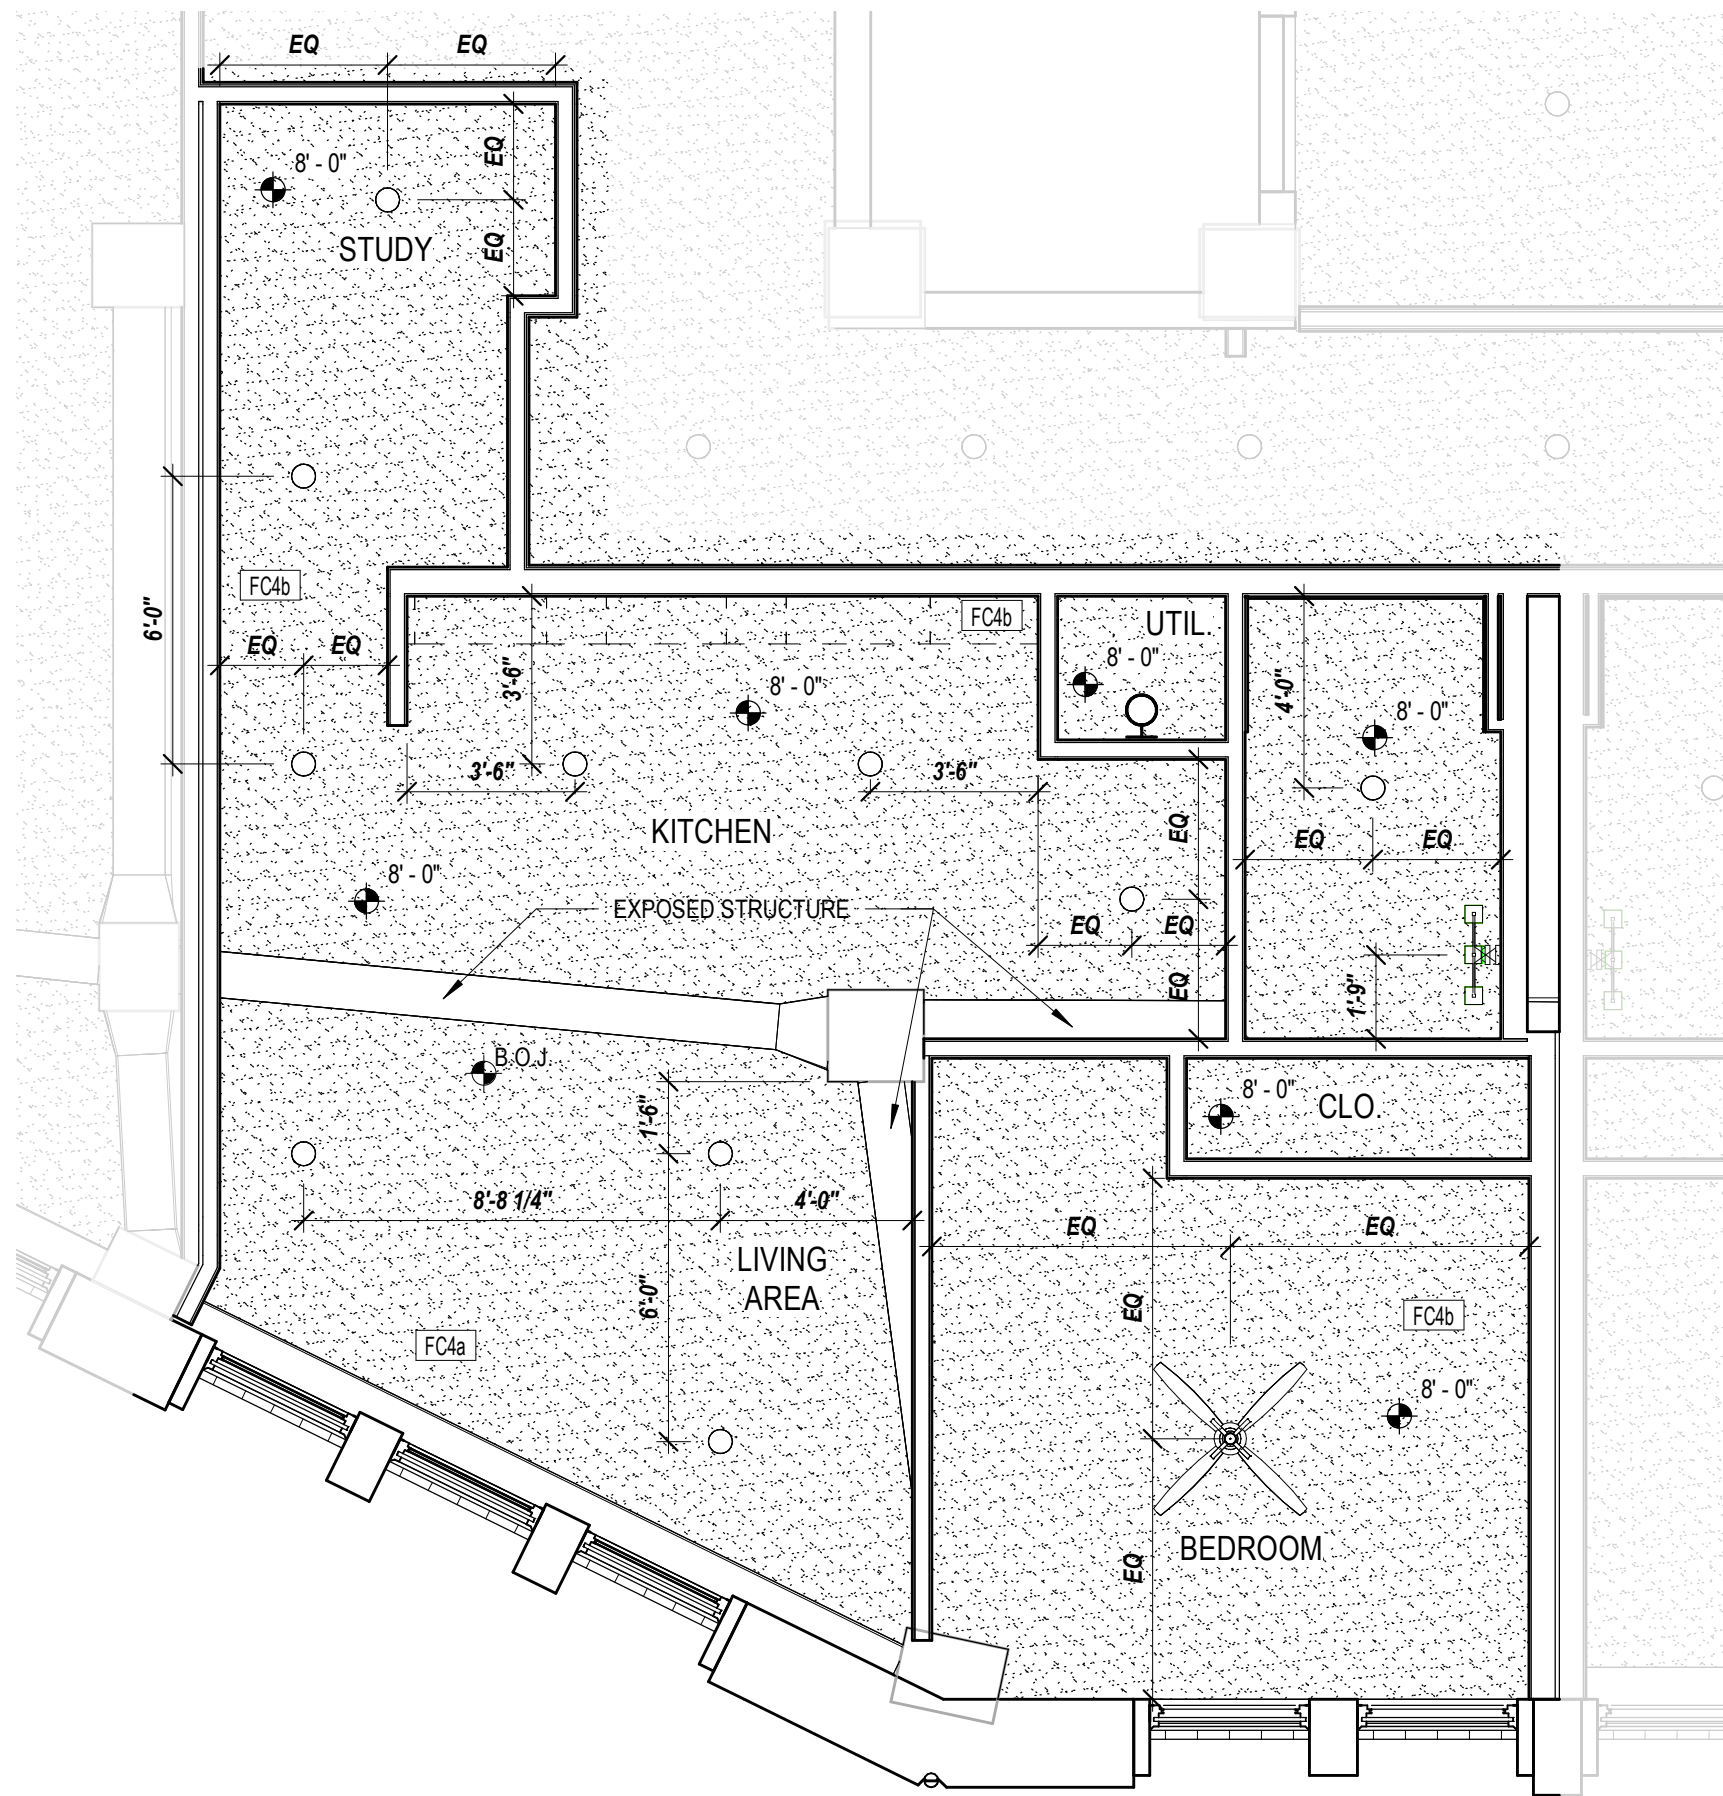 EQ EQ
EQ
8' - 0"
EQ
STUDY
FC4b
6'-0"
EQ EQ
3'-6"
FC4b
UTIL.
8' - 0"
8' - 0"
4'-0"
8' - 0"
3'-6"
3'-6"
KITCHEN
EQ
EQ EQ
8' - 0"
EXPOSED STRUCTURE
EQ EQ
EQ
1'-9"
B.O.J
8' - 0"
CLO.
1'-6"
8'-8 1/4"
4'-0"
EQ EQ
LIVING
AREA
6'-0"
EQ
FC4a
FC4b
8' - 0"
BEDROOM
EQ